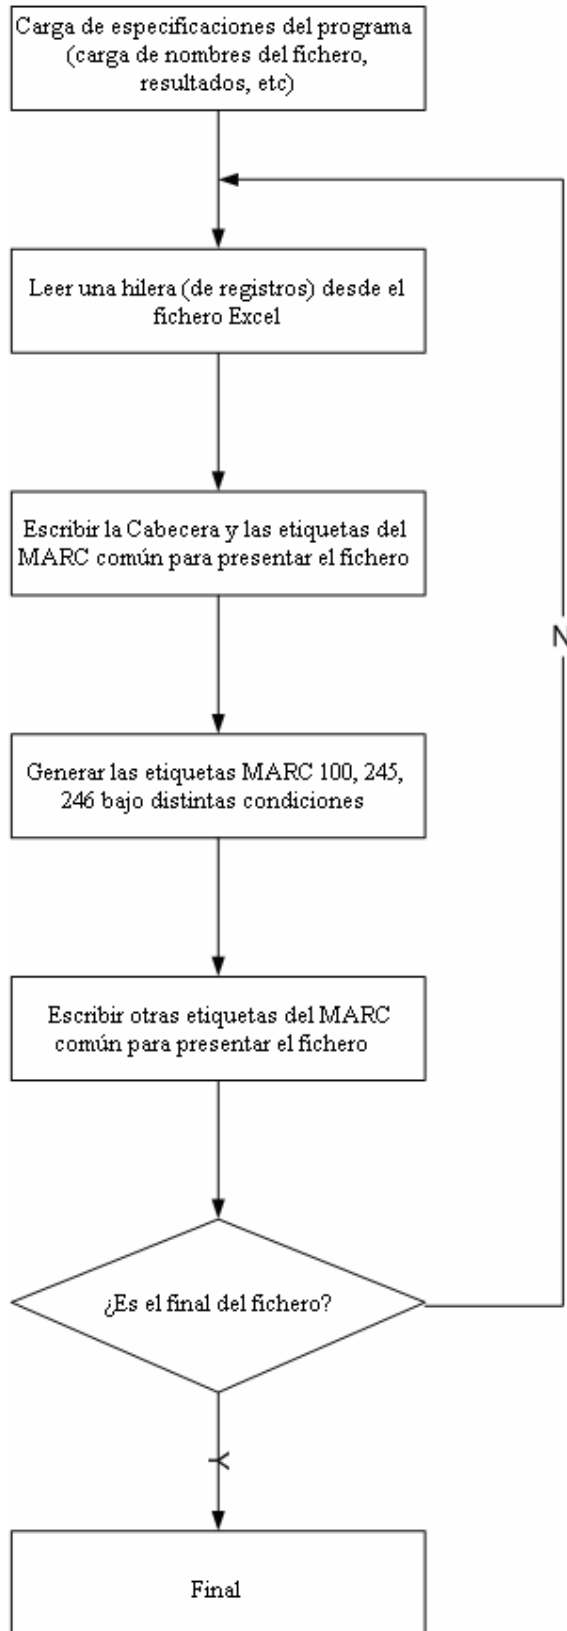 Carga de especificaciones del programa
(carga de nombres del fichero,
resultados, etc)
Leer una hilera (de registros) desde el
fichero Excel
Escribir la Cabecera y las etiquetas del
MARC común para presentar el fichero
N
Generar las etiquetas MARC 100, 245,
246 bajo distintas condiciones
Escribir otras etiquetas del MARC
común para presentar el fichero
¿Es el final del fichero?
Y
Final